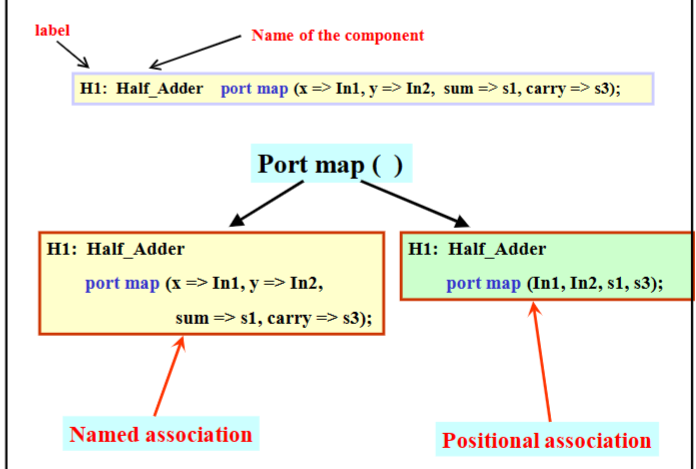 label
Name of the component
H1: Half_Adder port map (x => In1, y => In2, sum => s1, carry => s3);
Port map ( )
H1: Half_Adder
port map (x => In1, y => In2,
sum => s1, carry => s3);
H1: Half_Adder
port map (In1, In2, s1, s3);
Named association
Positional association